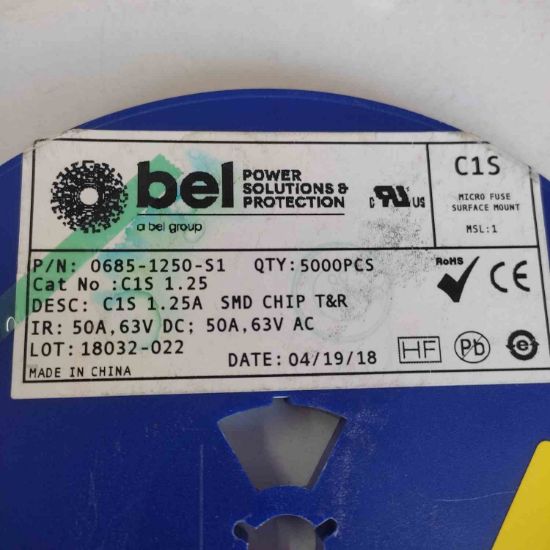 bel POWER SOLUTIONS & PROTECTION
a bel group
c RU us
C1S
MICRO FUSE
SURFACE MOUNT
MSL:1
P/N: 0685-1250-S1 QTY: 5000PCS
Cat No :C1S 1.25
DESC: C1S 1.25A SMD CHIP T&R
IR: 50A,63V DC; 50A,63V AC
LOT: 18032-022
DATE: 04/19/18
MADE IN CHINA
RoHS
CE
HF
Pb
e